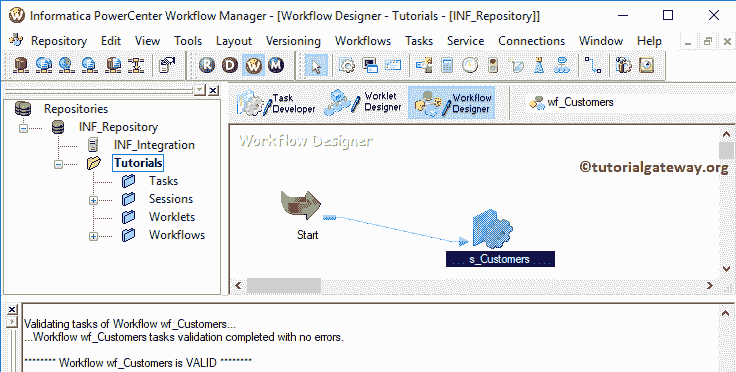 Informatica PowerCenter Workflow Manager - [Workflow Designer - Tutorials - [INF_Repository]]
Repository Edit View Tools Layout Versioning Workflows Tasks Service Connections Window Help
R D W M
Repositories
INF_Repository
INF_Integration
Tutorials
Tasks
Sessions
Worklets
Workflows
Task Developer
Worklet Designer
Workflow Designer
wf_Customers
Workflow Designer
©tutorialgateway.org
Start
s_Customers
Validating tasks of Workflow wf_Customers...
...Workflow wf_Customers tasks validation completed with no errors.
******** Workflow wf_Customers is VALID ********